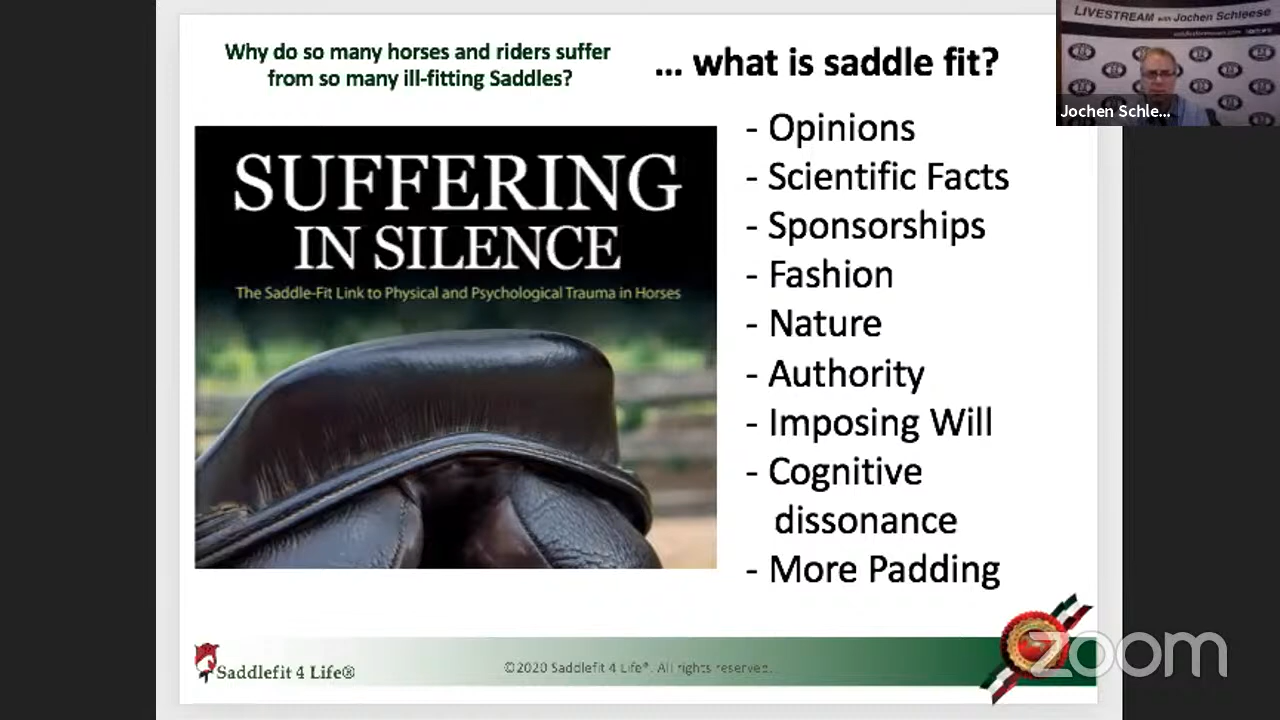 Why do so many horses and riders suffer
from so many ill-fitting Saddles?
... what is saddle fit?
SUFFERING
IN SILENCE
The Saddle-Fit Link to Physical and Psychological Trauma in Horses
- Opinions
- Scientific Facts
- Sponsorships
- Fashion
- Nature
- Authority
- Imposing Will
- Cognitive
dissonance
- More Padding
Saddlefit 4 Life®
©2020 Saddlefit 4 Life®. All rights reserved.
zoom
LIVESTREAM with Jochen Schleese
Jochen Schle...